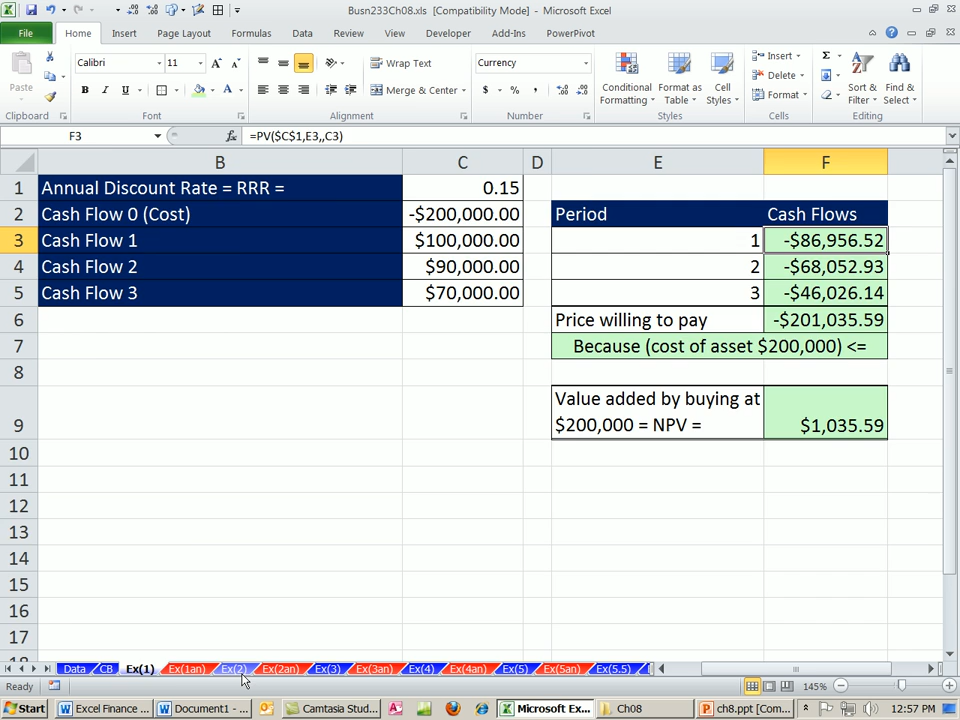 Busn233Ch08.xls [Compatibility Mode] - Microsoft Excel
File Home Insert Page Layout Formulas Data Review View Developer Add-Ins PowerPivot
Calibri 11 Wrap Text Currency Insert Σ
Paste B I U Merge & Center $ % , Conditional Formatting Format as Table Cell Styles Delete Format Sort & Filter Find & Select
Clipboard Font Alignment Number Styles Cells Editing
F3 fx =PV($C$1,E3,,C3)
B C D E F
1 Annual Discount Rate = RRR = 0.15
2 Cash Flow 0 (Cost) -$200,000.00 Period Cash Flows
3 Cash Flow 1 $100,000.00 1 -$86,956.52
4 Cash Flow 2 $90,000.00 2 -$68,052.93
5 Cash Flow 3 $70,000.00 3 -$46,026.14
6 Price willing to pay -$201,035.59
7 Because (cost of asset $200,000) <=
8
Value added by buying at
9 $200,000 = NPV = $1,035.59
10
11
12
13
14
15
16
17
Data CB Ex(1) Ex(1an) Ex(2) Ex(2an) Ex(3) Ex(3an) Ex(4) Ex(4an) Ex(5) Ex(5an) Ex(5.5)
Ready 145%
Start Excel Finance ... Document1 - ... Camtasia Stud... Microsoft Ex... Ch08 ch8.ppt [Com... 12:57 PM